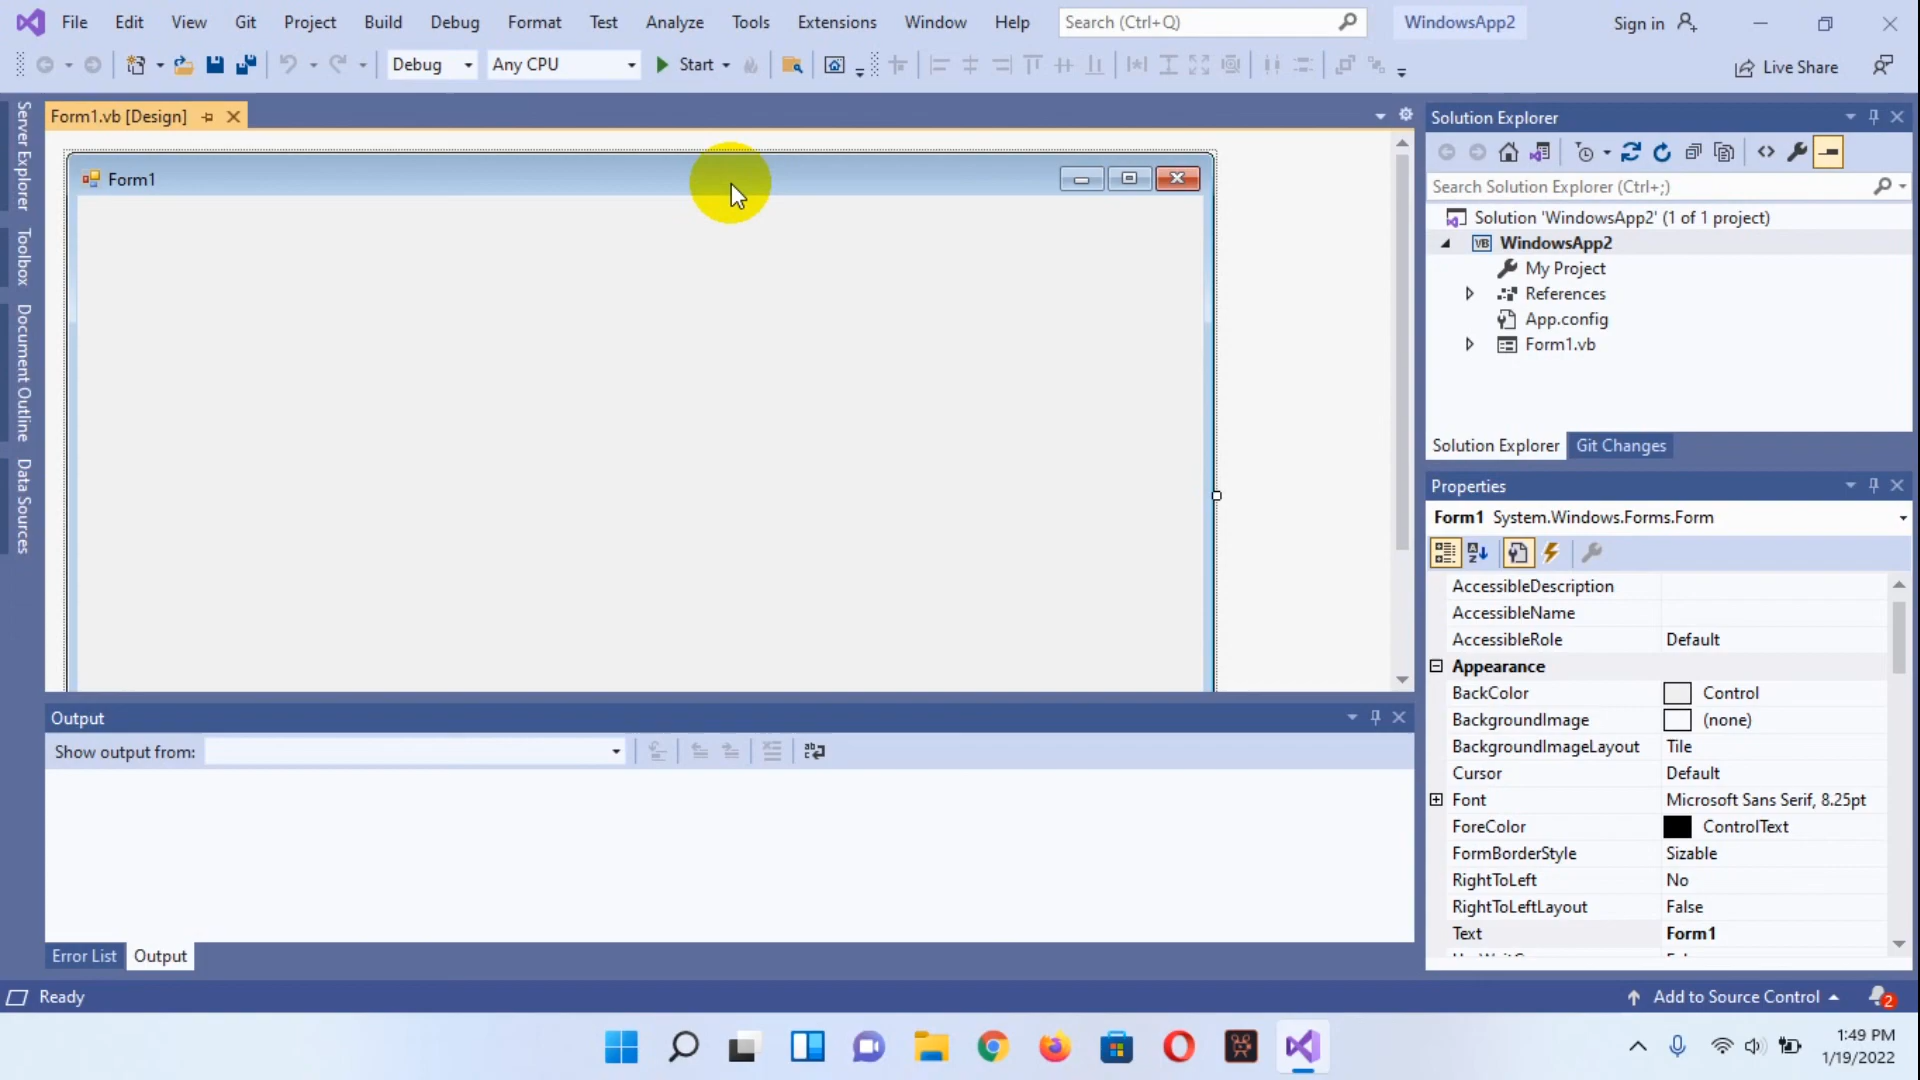 File Edit View Git Project Build Debug Format Test Analyze Tools Extensions Window Help Search (Ctrl+Q) WindowsApp2 Sign in
Debug Any CPU Start Live Share
Server Explorer
Toolbox
Document Outline
Data Sources
Form1.vb [Design]
Form1
Output
Show output from:
Error List Output
Solution Explorer
Search Solution Explorer (Ctrl+;)
Solution 'WindowsApp2' (1 of 1 project)
VB WindowsApp2
My Project
References
App.config
Form1.vb
Solution Explorer Git Changes
Properties
Form1 System.Windows.Forms.Form
AccessibleDescription
AccessibleName
AccessibleRole Default
Appearance
BackColor Control
BackgroundImage (none)
BackgroundImageLayout Tile
Cursor Default
Font Microsoft Sans Serif, 8.25pt
ForeColor ControlText
FormBorderStyle Sizable
RightToLeft No
RightToLeftLayout False
Text Form1
Ready Add to Source Control 2
1:49 PM
1/19/2022